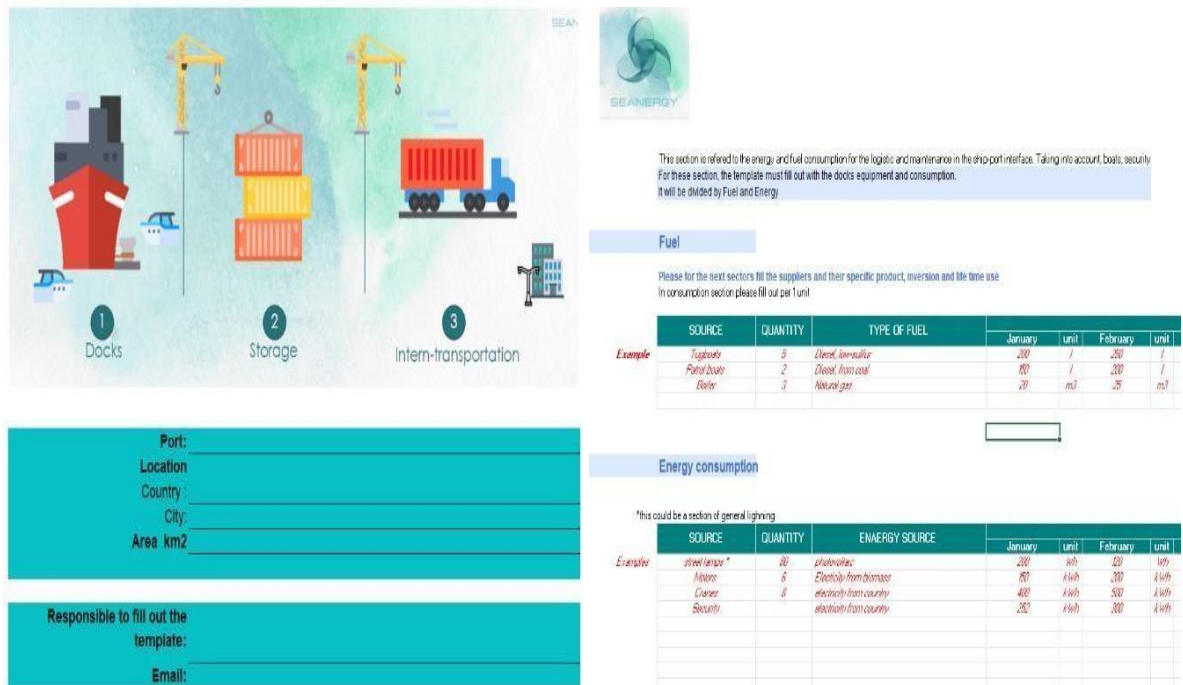 SEAN
1
Docks
2
Storage
3
Intern-transportation
Port:
Location
Country :
City:
Area km2
Responsible to fill out the
template:
Email:
SEANERGY
This section is refered to the energy and fuel consumption for the logistic and maintenance in the ship-port interface. Taking into account, boats, security
For these section, the template must fill out with the docks equipment and consumption.
It will be divided by Fuel and Energy
Fuel
Please for the next sectors fill the suppliers and their specific product, inversion and life time use
In consumption section please fill out per 1 unit
SOURCE QUANTITY TYPE OF FUEL January unit February unit
Example Tugboats 5 Diesel, low-sulfur 200 l 250 l
Patrol boats 2 Diesel, from coal 150 l 200 l
Boiler 3 Natural gas 20 m3 25 m3
Energy consumption
*this could be a section of general lighning
SOURCE QUANTITY ENAERGY SOURCE January unit February unit
Examples street lamps * 80 photovoltaic 200 Wh 120 Wh
Motors 6 Electicity from biomass 150 kWh 200 kWh
Cranes 8 electricity from country 400 kWh 500 kWh
Security electricity from country 252 kWh 300 kWh